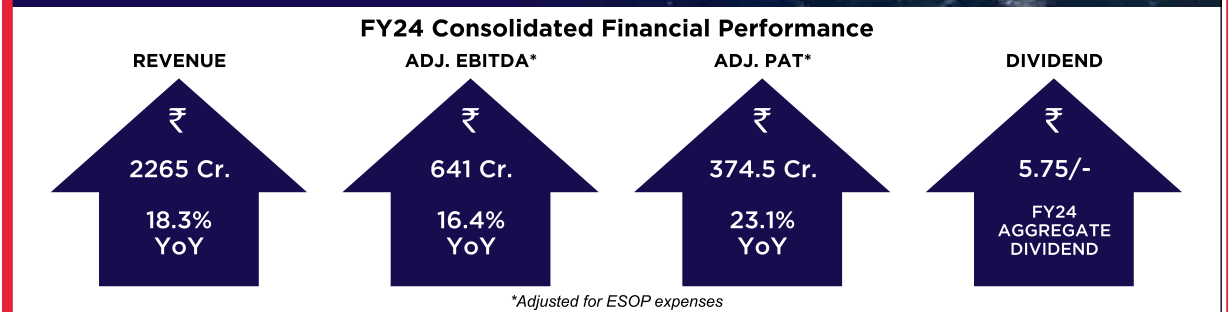 FY24 Consolidated Financial Performance
REVENUE
₹
2265 Cr.
18.3%
YoY
ADJ. EBITDA*
₹
641 Cr.
16.4%
YoY
ADJ. PAT*
₹
374.5 Cr.
23.1%
YoY
DIVIDEND
₹
5.75/-
FY24
AGGREGATE
DIVIDEND
*Adjusted for ESOP expenses